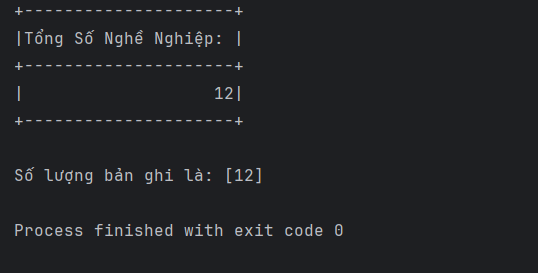 +---------------------+
|Tổng Số Nghề Nghiệp: |
+---------------------+
|                   12|
+---------------------+
Số lượng bản ghi là: [12]
Process finished with exit code 0